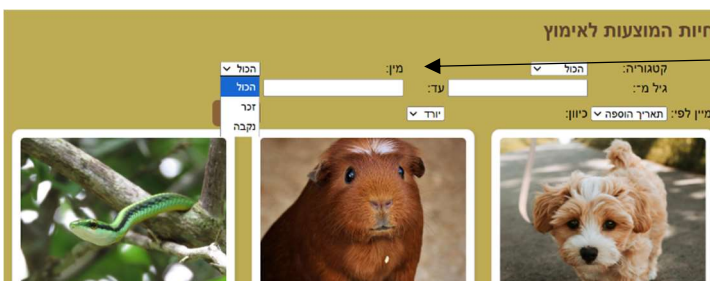 חיות המוצעות לאימוץ
קטגוריה: הכול מין: הכול
הכול
זכר
נקבה
גיל מ־: עד:
מיין לפי: תאריך הוספה כיוון: יורד